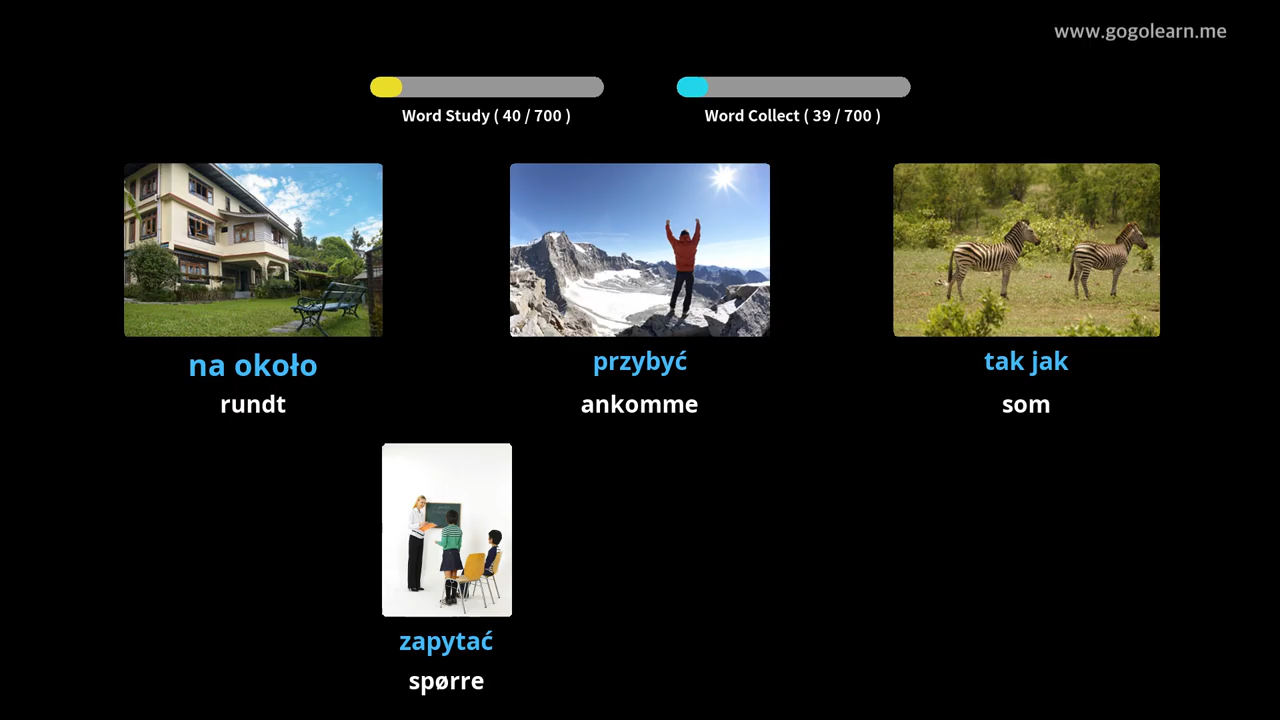 www.gogolearn.me
Word Study ( 40 / 700 )
Word Collect ( 39 / 700 )
na około
rundt
przybyć
ankomme
tak jak
som
zapytać
spørre